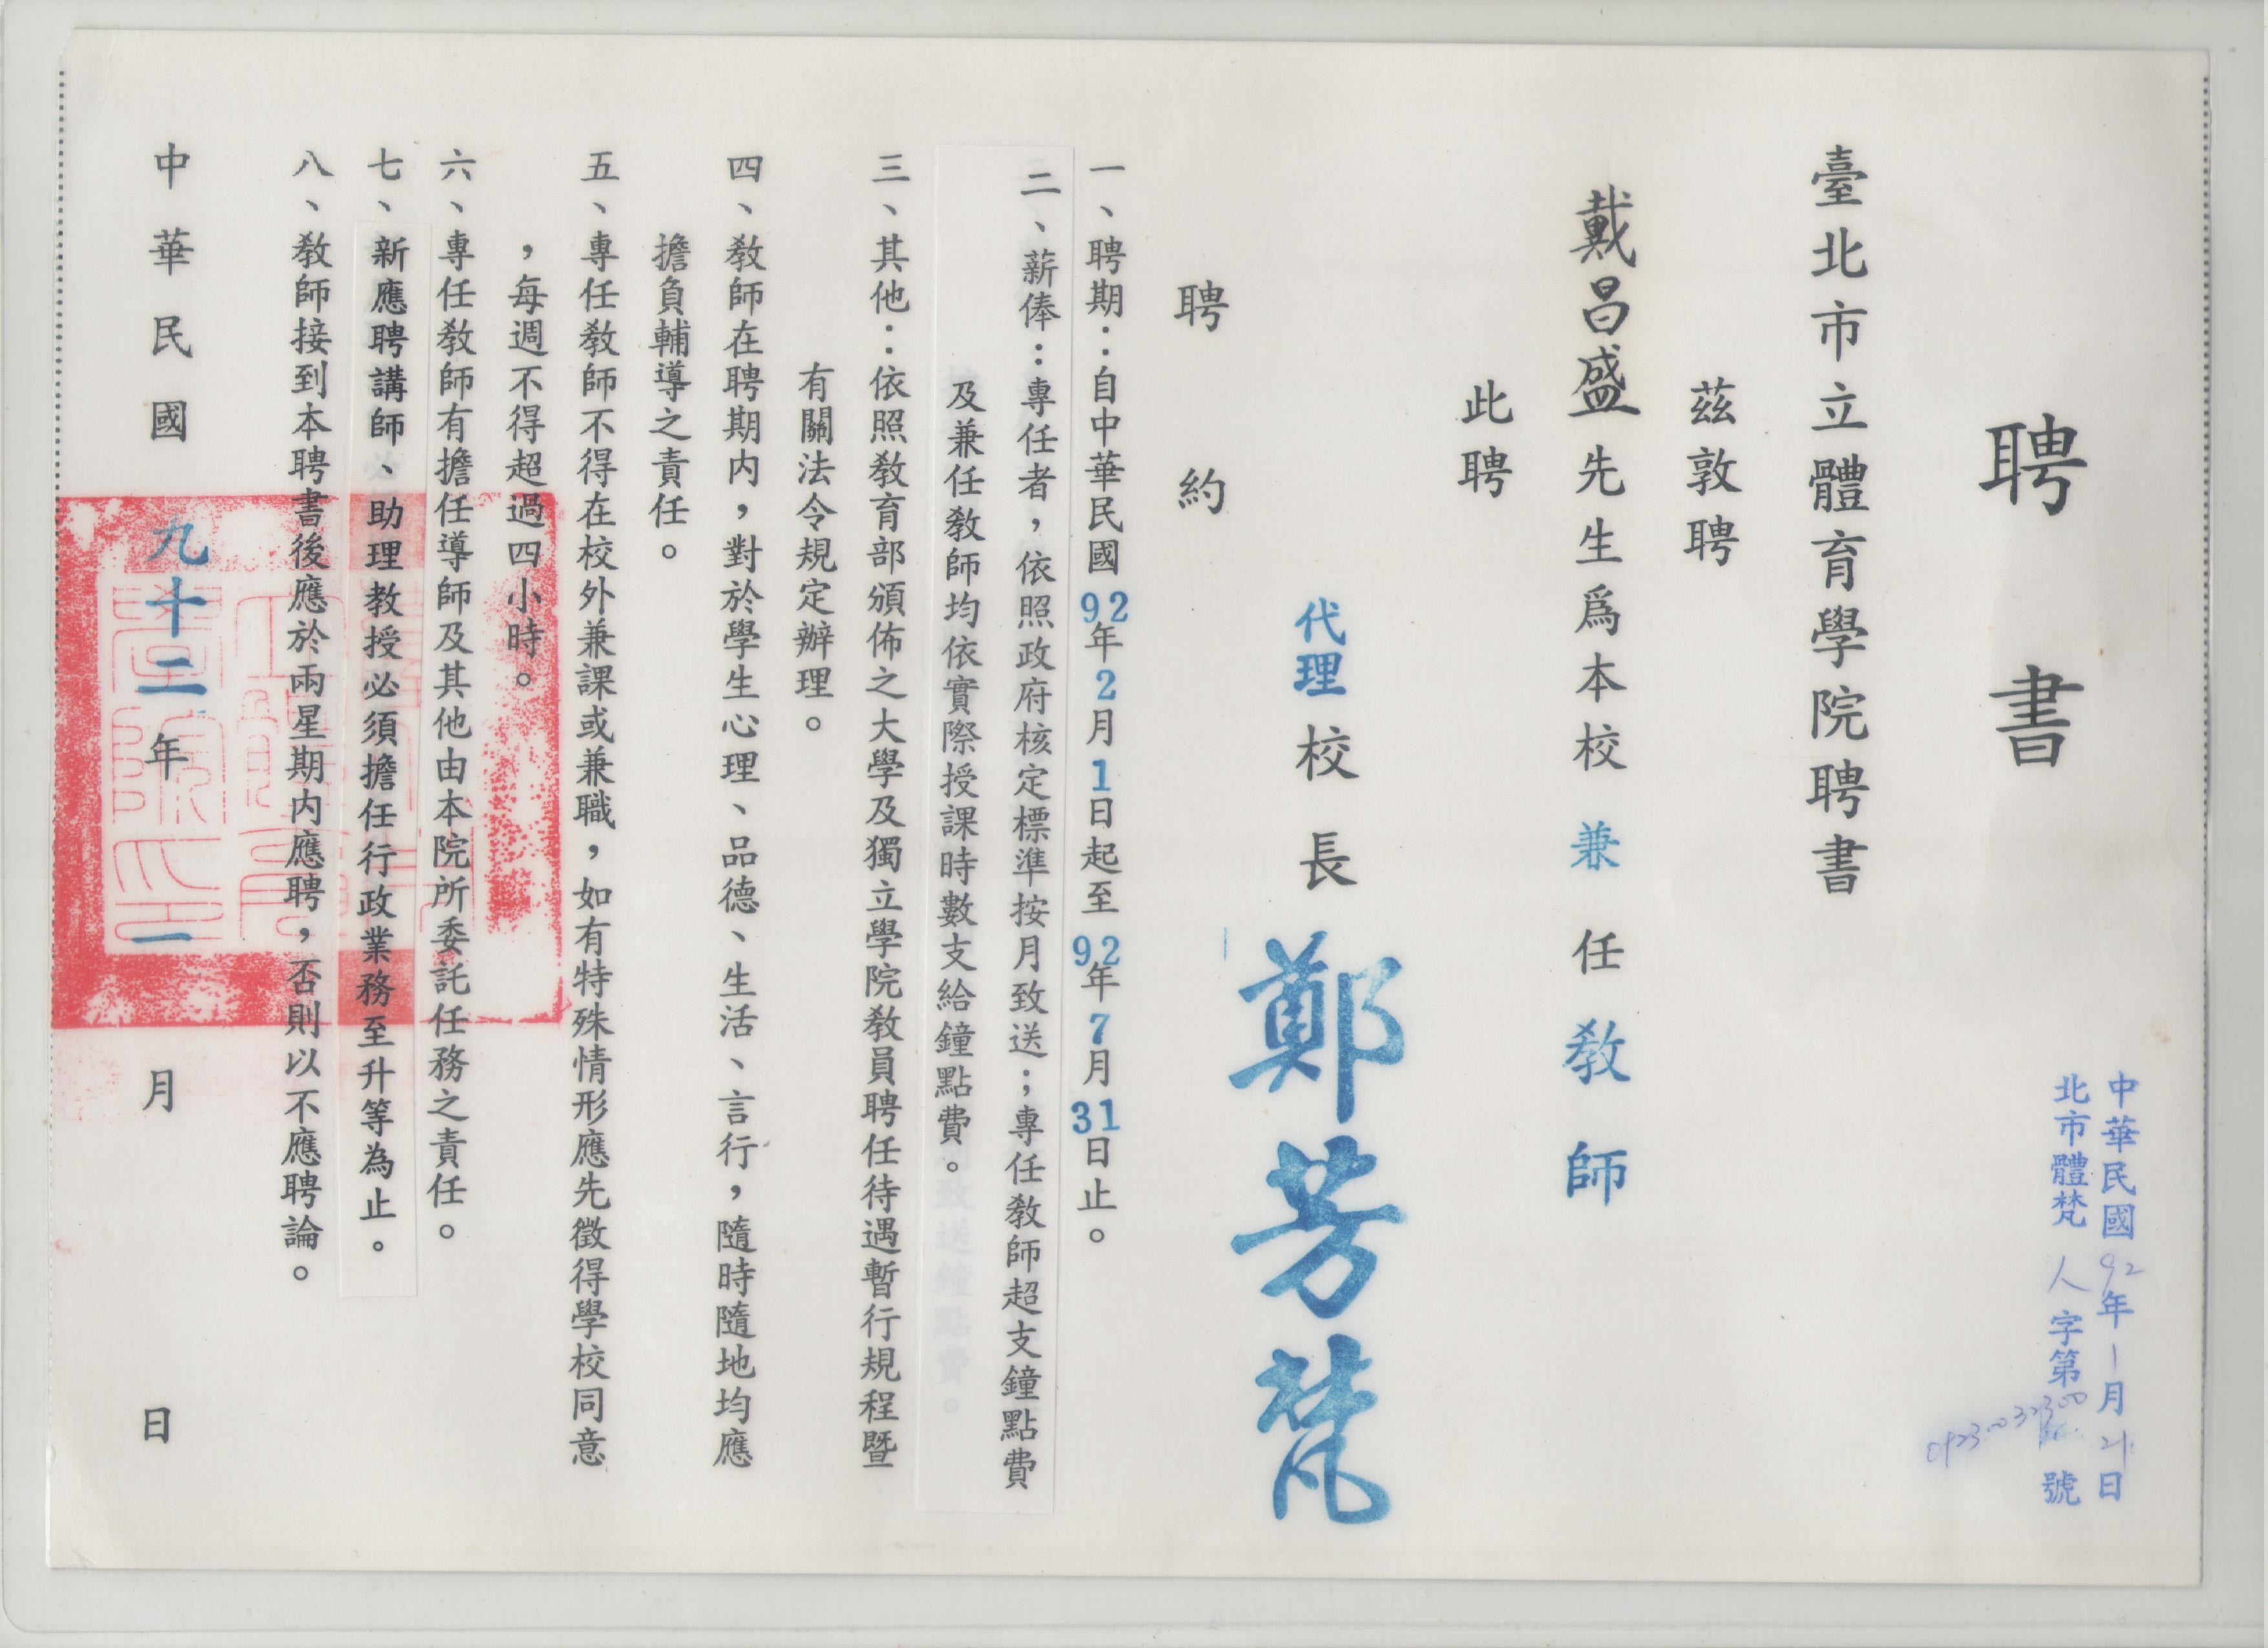 聘書
中華民國92年1月21日
北市體梵人字第號
臺北市立體育學院聘書
茲敦聘
戴昌盛先生爲本校兼任教師
此聘
代理校長鄭芳梵
聘約
一、聘期：自中華民國92年2月1日起至92年7月31日止。
二、薪俸：專任者，依照政府核定標準按月致送；專任教師超支鐘點費
及兼任教師均依實際授課時數支給鐘點費。
三、其他：依照教育部頒佈之大學及獨立學院教員聘任待遇暫行規程暨
有關法令規定辦理。
四、教師在聘期内，對於學生心理、品德、生活、言行，隨時隨地均應
擔負輔導之責任。
五、專任教師不得在校外兼課或兼職，如有特殊情形應先徵得學校同意
，每週不得超過四小時。
六、專任教師有擔任導師及其他由本院所委託任務之責任。
七、新應聘講師、助理教授必須擔任行政業務至升等為止。
八、教師接到本聘書後應於兩星期内應聘，否則以不應聘論。
中華民國九十二年一月日